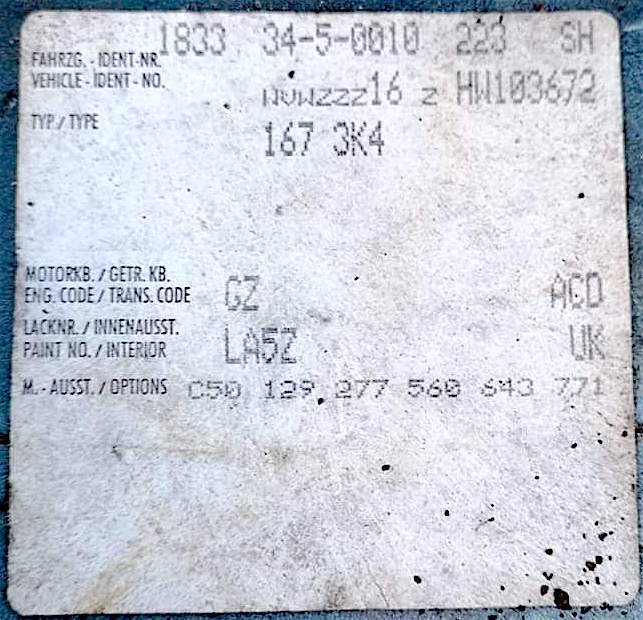 1833 34-5-0010 223 SH
FAHRZG. - IDENT-NR.
VEHICLE - IDENT - NO. WVWZZZ16 Z HW103672
TYP / TYPE 167 3K4
MOTORKB. / GETR. KB.
ENG. CODE / TRANS. CODE GZ ACD
LACKNR. / INNENAUSST.
PAINT NO. / INTERIOR LA5Z UK
M. - AUSST. / OPTIONS C50 129 277 560 643 771